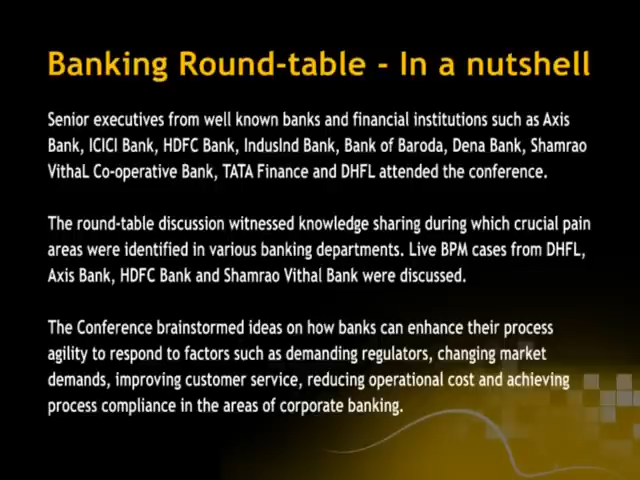 Banking Round-table - In a nutshell
Senior executives from well known banks and financial institutions such as Axis
Bank, ICICI Bank, HDFC Bank, IndusInd Bank, Bank of Baroda, Dena Bank, Shamrao
VithaL Co-operative Bank, TATA Finance and DHFL attended the conference.
The round-table discussion witnessed knowledge sharing during which crucial pain
areas were identified in various banking departments. Live BPM cases from DHFL,
Axis Bank, HDFC Bank and Shamrao Vithal Bank were discussed.
The Conference brainstormed ideas on how banks can enhance their process
agility to respond to factors such as demanding regulators, changing market
demands, improving customer service, reducing operational cost and achieving
process compliance in the areas of corporate banking.